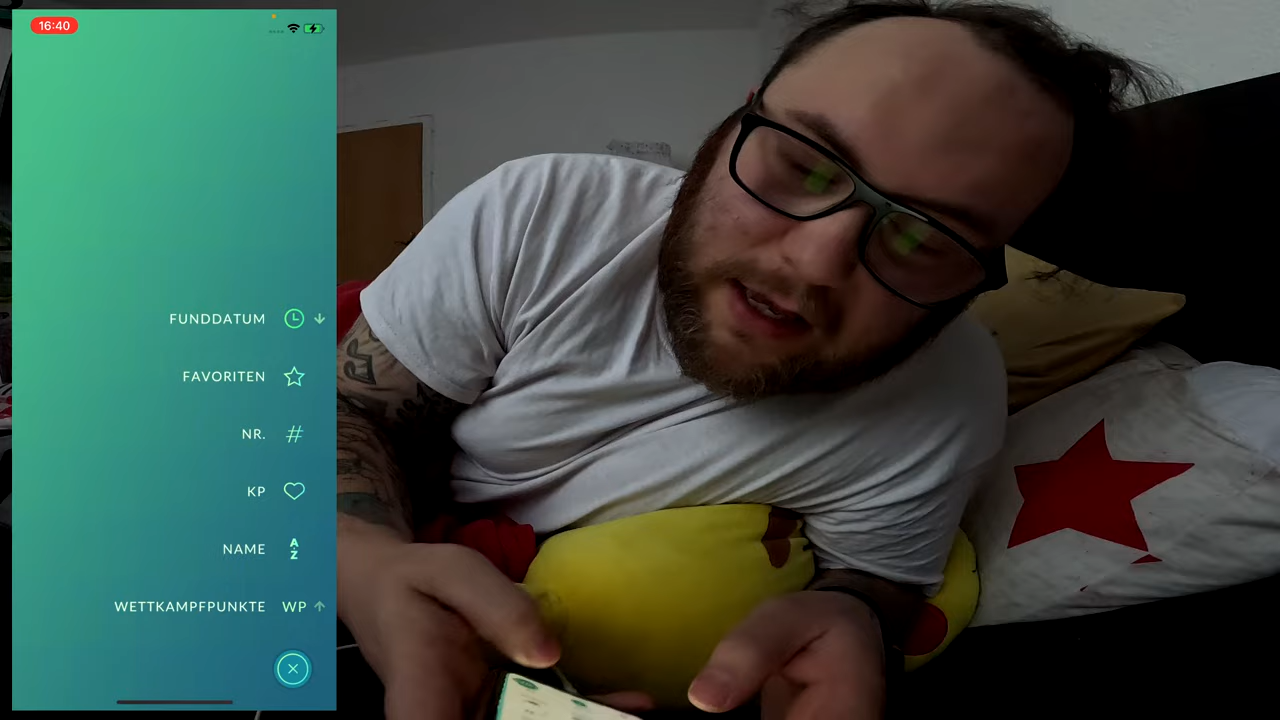 16:40
FUNDDATUM
FAVORITEN
NR. #
KP
NAME A Z
WETTKAMPFPUNKTE WP